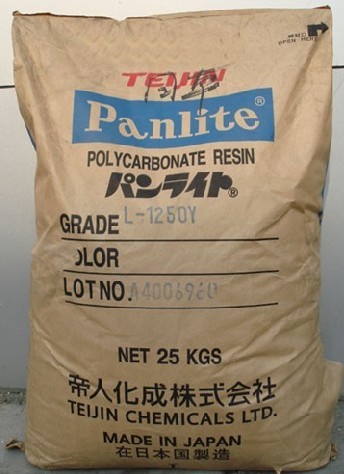 OPEN HERE
TEIJIN
Panlite®
POLYCARBONATE RESIN
パンライト®
GRADE L-1250Y
OLOR
LOT NO. A4006960
NET 25 KGS
帝人化成株式会社
TEIJIN CHEMICALS LTD.
MADE IN JAPAN
在日本国製造